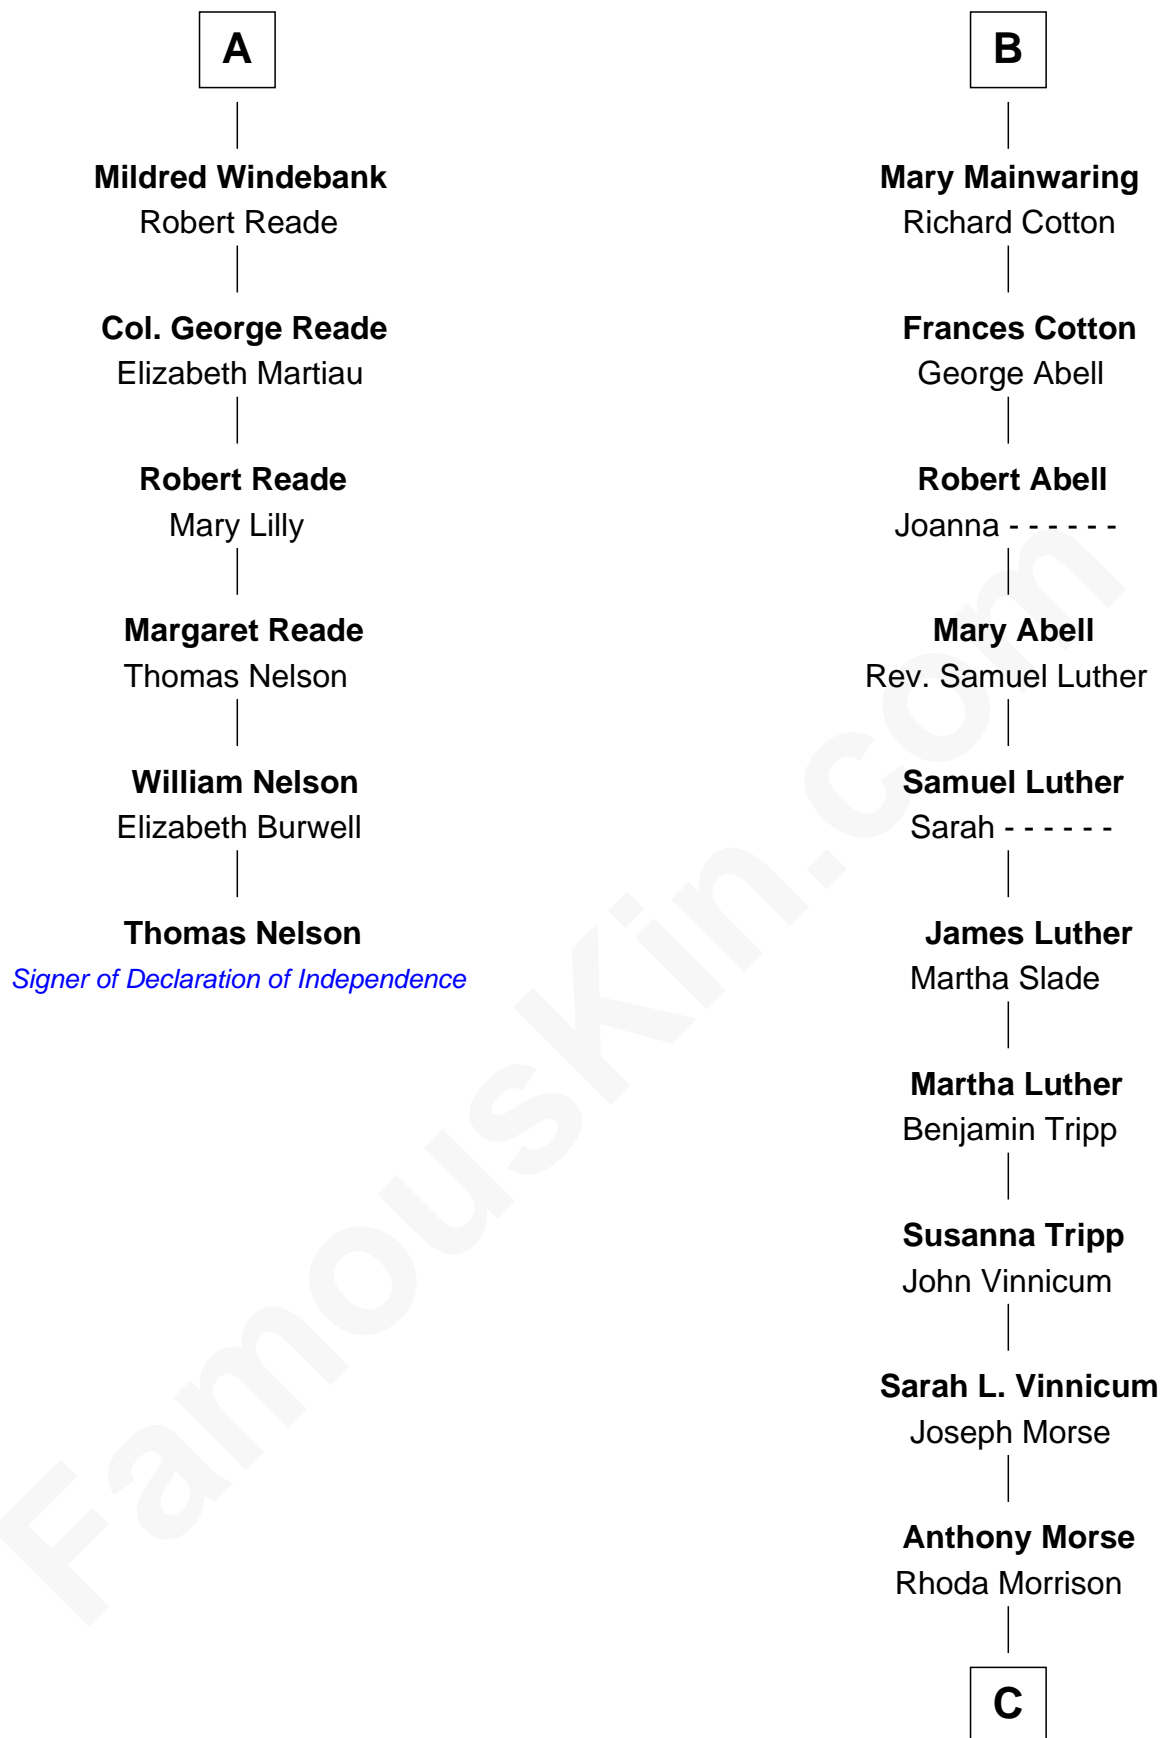 A
Mildred Windebank
Robert Reade
Col. George Reade
Elizabeth Martiau
Robert Reade
Mary Lilly
Margaret Reade
Thomas Nelson
William Nelson
Elizabeth Burwell
Thomas Nelson
Signer of Declaration of Independence
B
Mary Mainwaring
Richard Cotton
Frances Cotton
George Abell
Robert Abell
Joanna - - - - - -
Mary Abell
Rev. Samuel Luther
Samuel Luther
Sarah - - - - - -
James Luther
Martha Slade
Martha Luther
Benjamin Tripp
Susanna Tripp
John Vinnicum
Sarah L. Vinnicum
Joseph Morse
Anthony Morse
Rhoda Morrison
C
FamousKin.com